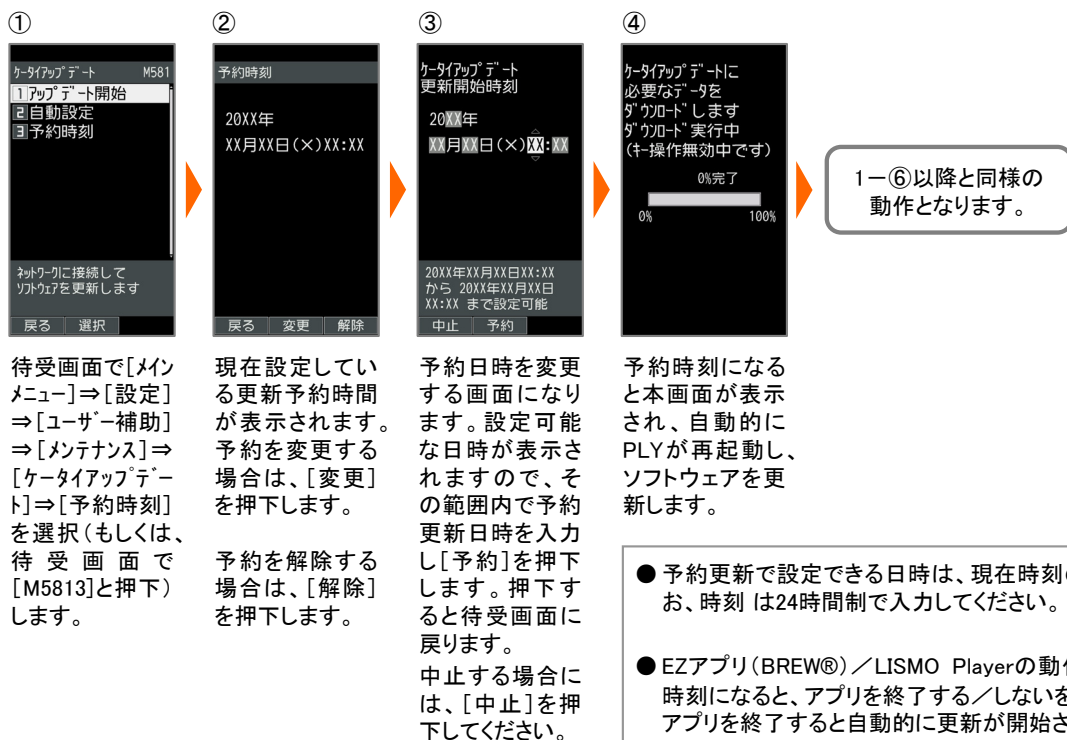 ①
ｹｰﾀｲｱｯﾌﾟﾃﾞｰﾄ M581
1 ｱｯﾌﾟﾃﾞｰﾄ開始
2 自動設定
3 予約時刻
ﾈｯﾄﾜｰｸに接続して
ｿﾌﾄｳｪｱを更新します
戻る 選択
待受画面で[ﾒｲﾝ
ﾒﾆｭｰ]⇒[設定]
⇒[ﾕｰｻﾞｰ補助]
⇒[ﾒﾝﾃﾅﾝｽ]⇒
[ｹｰﾀｲｱｯﾌﾟﾃﾞｰ
ﾄ]⇒[予約時刻]
を選択(もしくは、
待受画面で
[M5813]と押下)
します。
②
予約時刻
20XX年
XX月XX日(×)XX:XX
戻る 変更 解除
現在設定してい
る更新予約時間
が表示されます。
予約を変更する
場合は、[変更]
を押下します。
予約を解除する
場合は、[解除]
を押下します。
③
ｹｰﾀｲｱｯﾌﾟﾃﾞｰﾄ
更新開始時刻
20XX年
XX月XX日(×)XX:XX
20XX年XX月XX日XX:XX
から 20XX年XX月XX日
XX:XX まで設定可能
中止 予約
予約日時を変更
する画面になり
ます。設定可能
な日時が表示さ
れますので、そ
の範囲内で予約
更新日時を入力
し[予約]を押下
します。押下す
ると待受画面に
戻ります。
中止する場合に
は、[中止]を押
下してください。
④
ｹｰﾀｲｱｯﾌﾟﾃﾞｰﾄに
必要なﾃﾞｰﾀを
ﾀﾞｳﾝﾛｰﾄﾞします
ﾀﾞｳﾝﾛｰﾄﾞ実行中
(ｷｰ操作無効中です)
0%完了
0% 100%
予約時刻になる
と本画面が表示
され、自動的に
PLYが再起動し、
ソフトウェアを更
新します。
1－⑥以降と同様の
動作となります。
● 予約更新で設定できる日時は、現在時刻
お、時刻 は24時間制で入力してください。
● EZアプリ(BREW®)／LISMO Playerの動
時刻になると、アプリを終了する／しないを
アプリを終了すると自動的に更新が開始さ